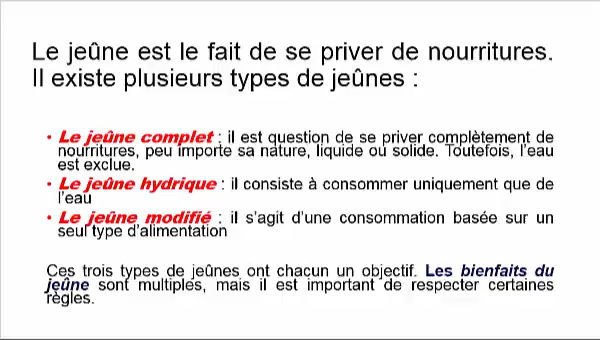 Le jeûne est le fait de se priver de nourritures.
Il existe plusieurs types de jeûnes :
• Le jeûne complet : il est question de se priver complètement de
nourritures, peu importe sa nature, liquide ou solide. Toutefois, l'eau
est exclue.
• Le jeûne hydrique : il consiste à consommer uniquement que de
l'eau
• Le jeûne modifié : il s'agit d'une consommation basée sur un
seul type d'alimentation
Ces trois types de jeûnes ont chacun un objectif. Les bienfaits du
jeûne sont multiples, mais il est important de respecter certaines
règles.